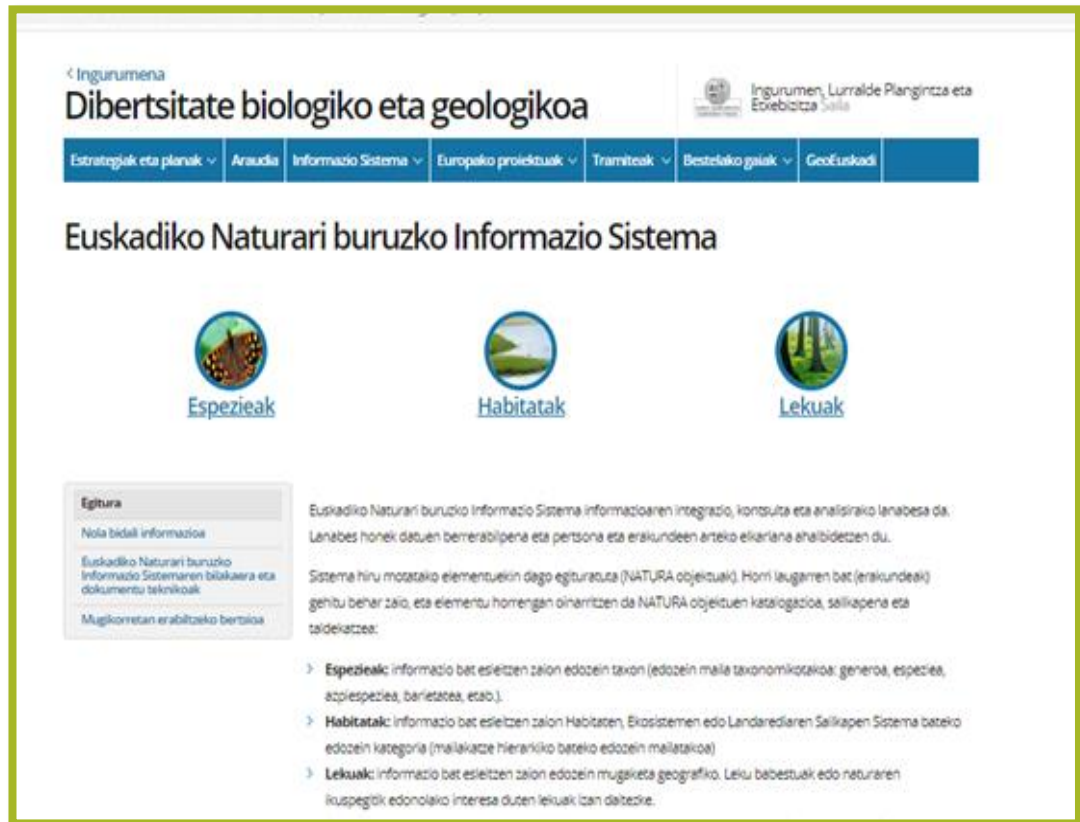 Ingurumena
Dibertsitate biologiko eta geologikoa
Ingurumen, Lurralde Plangintza eta
Etxebizitza Saila
Estrategiak eta planak
Araudia
Informazio Sistema
Europako proiektuak
Tramiteak
Bestelako gaiak
GeoEuskadi
Euskadiko Naturari buruzko Informazio Sistema
Espezieak
Habitatak
Lekuak
Egitura
Nola bidali informazioa
Euskadiko Naturari buruzko
Informazio Sistemaren bilakaera eta
dokumentu teknikoak
Mugikorretan erabiltzeko bertsioa
Euskadiko Naturari buruzko Informazio Sistema informazioaren integrazio, kontsulta eta analisirako lanabesa da.
Lanabes honek datuen berrerabilpena eta pertsona eta erakundeen arteko elkarlana ahalbidetzen du.
Sistema hiru motatako elementuekin dago egituratuta (NATURA objektuak). Horri laugarren bat (erakundeak)
gehitu behar zaio, eta elementu horrengan oinarritzen da NATURA objektuen katalogazioa, sailkapena eta
taldekatzea:
Espezieak: informazio bat esleitzen zaion edozein taxon (edozein maila taxonomikotakoa: generoa, espeziea,
azpiespeziea, barietatea, etab.).
Habitatak: informazio bat esleitzen zaion Habitaten, Ekosistemen edo Landarediaren Sailkapen Sistema bateko
edozein kategoria (mailakatze hierarkiko bateko edozein mailatakoa)
Lekuak: informazio bat esleitzen zaion edozein mugaketa geografiko. Leku babestuak edo naturaren
ikuspegitik edonolako interesa duten lekuak izan daitezke.